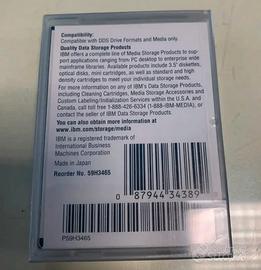 Compatibility:
Compatible with DDS Drive Formats and Media only.
Quality Data Storage Products
IBM offers a complete line of Media Storage Products to sup-
port applications ranging from PC desktop to enterprise wide
mainframe libraries. Available products include 3.5" diskettes,
optical disks, mini cartridges, as well as standard and high
density cartridges to meet your individual storage needs.
For more information on any of IBM's Data Storage Products,
including Cleaning Cartridges, Media Storage Accessories and
Custom Labeling/Initialization Services within the U.S.A. and
Canada, call toll free 1-888-426-6334 (1-888-IBM-MEDIA), or
contact the seller of IBM Data Storage Products.
You can also obtain more information at
www.ibm.com/storage/media
IBM is a registered trademark of
International Business
Machines Corporation
Made in Japan
Reorder No. 59H3465
0 87944 34389
P59H3465